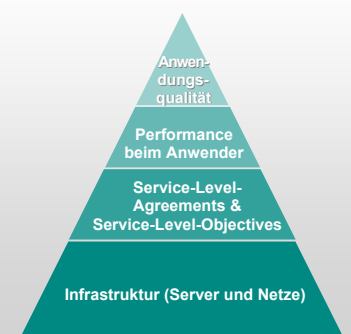 Anwen-
dungs-
qualität
Performance
beim Anwender
Service-Level-
Agreements &
Service-Level-Objectives
Infrastruktur (Server und Netze)